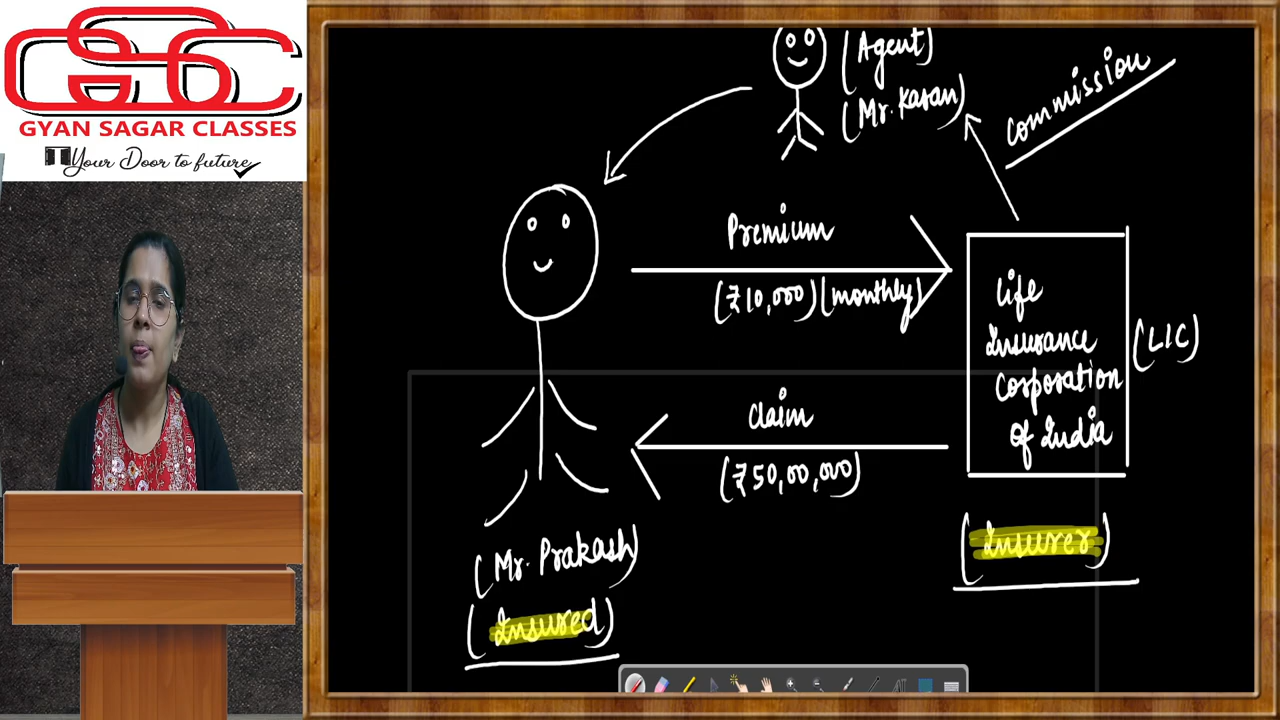 GSC
GYAN SAGAR CLASSES
Your Door to future
(Agent)
(Mr. Karan)
Commission
Premium
(₹10,000) (monthly)
Life
Insurance
Corporation
Of India
(LIC)
Claim
(₹50,00,000)
(Mr. Prakash)
(Insured)
(Insurer)